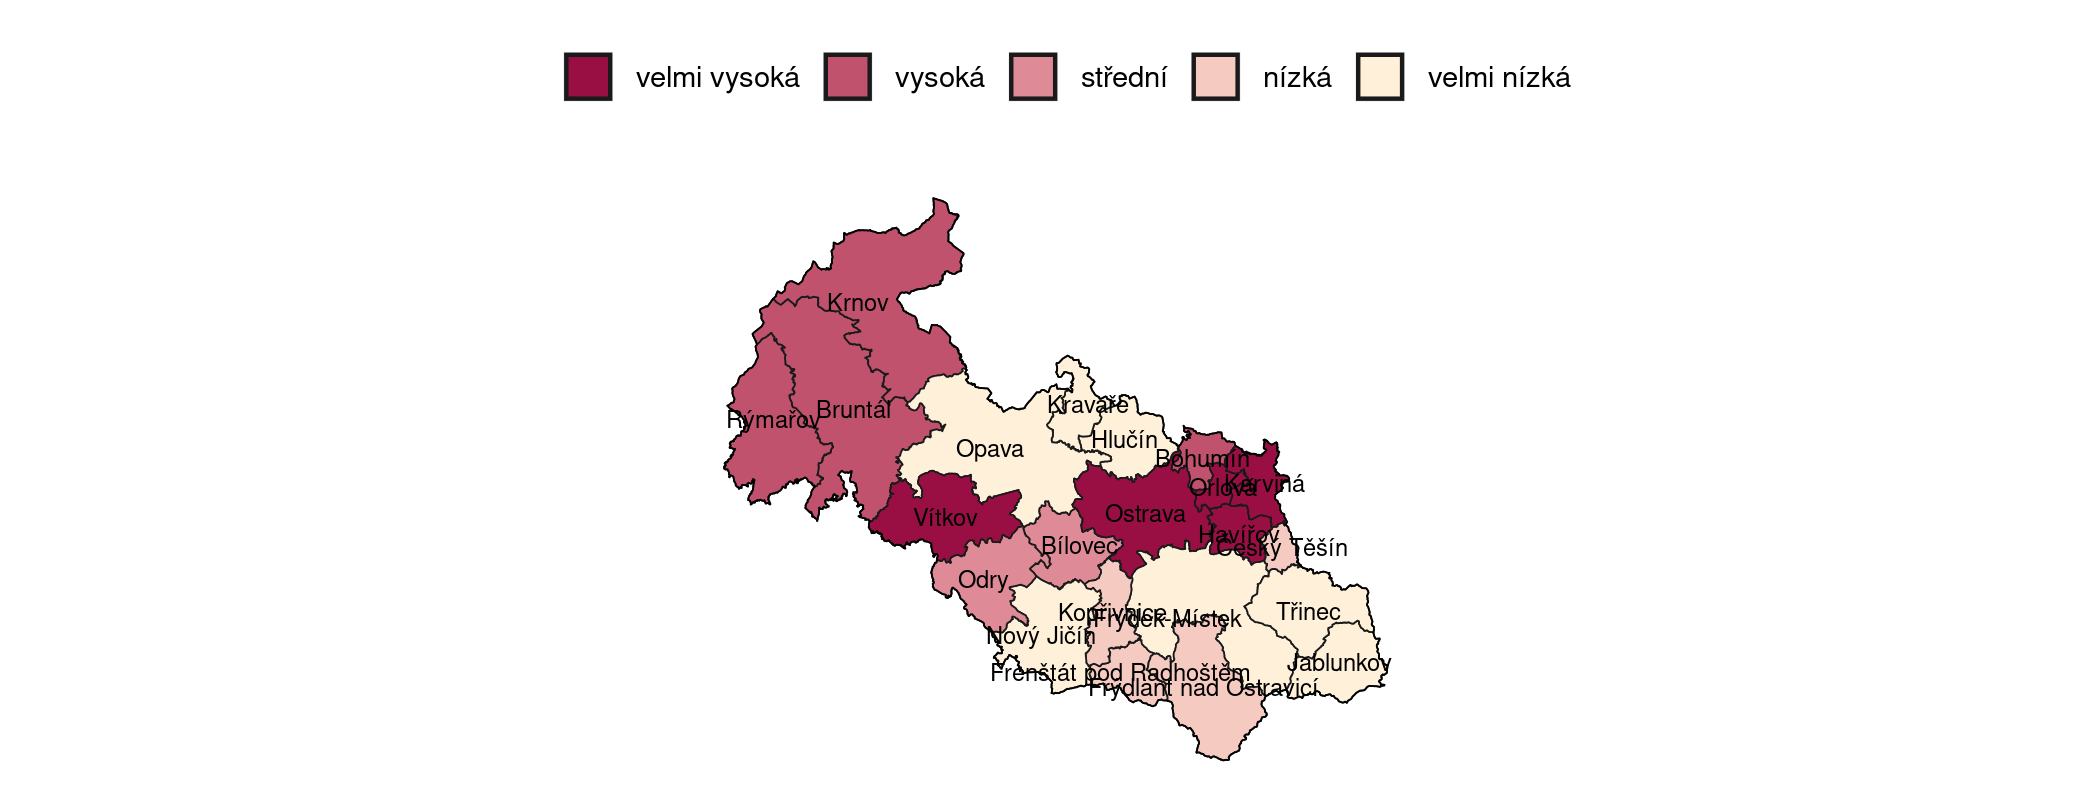 velmi vysoká
vysoká
střední
nízká
velmi nízká
Krnov
Kravaře
Bruntál
Rýmařov
Hlučín
Opava
Bohumín
Karviná
Orlová
Ostrava
Vítkov
Havířov
Bílovec
Český Těšín
Odry
Třinec
Kopřivnice
Frýdek-Místek
Nový Jičín
Jablunkov
Frenštát pod Radhoštěm
Frýdlant nad Ostravicí